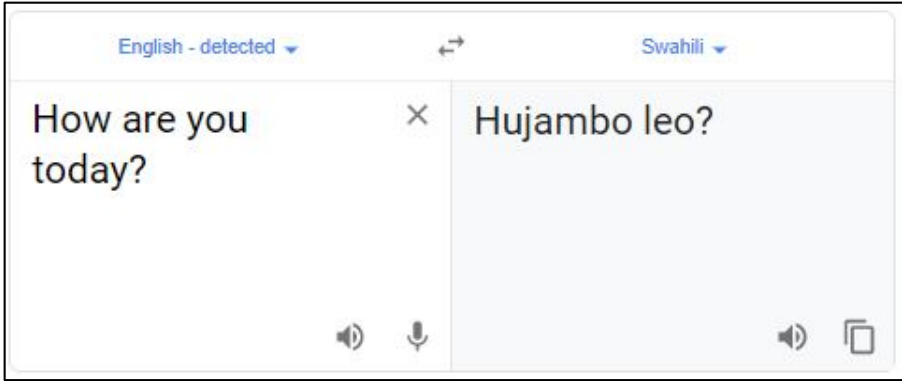 English - detected
Swahili
How are you
today?
Hujambo leo?